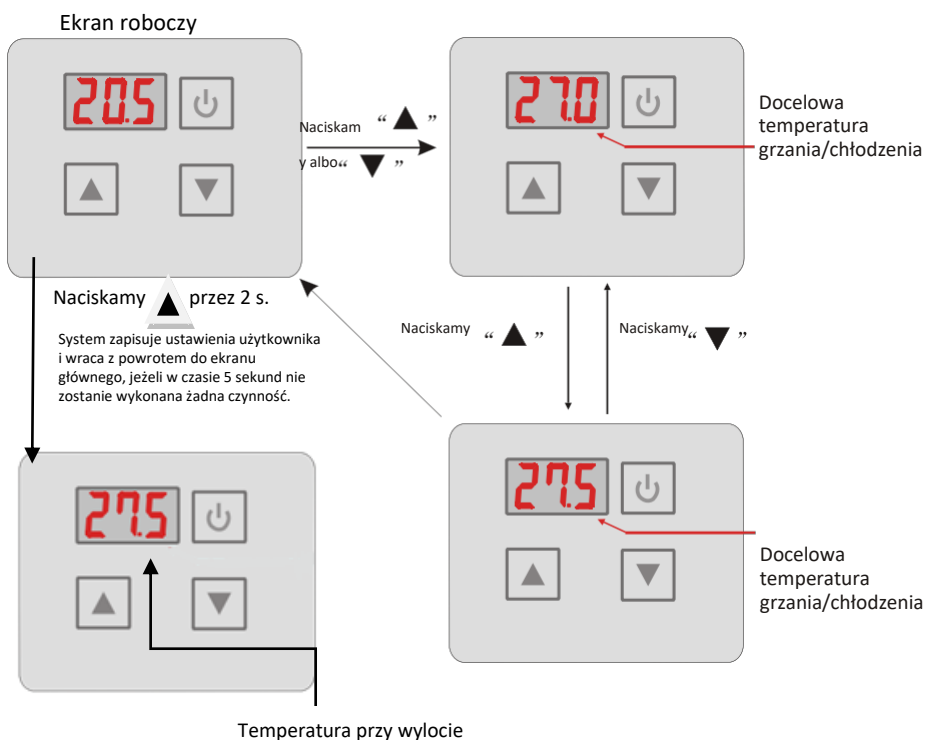 Ekran roboczy
20.5
27.0
Naciskam “ ▲ ”
y albo “ ▼ ”
Docelowa
temperatura
grzania/chłodzenia
Naciskamy ▲ przez 2 s.
System zapisuje ustawienia użytkownika
i wraca z powrotem do ekranu
głównego, jeżeli w czasie 5 sekund nie
zostanie wykonana żadna czynność.
Naciskamy “ ▲ ”
Naciskamy “ ▼ ”
27.5
27.5
Docelowa
temperatura
grzania/chłodzenia
Temperatura przy wylocie